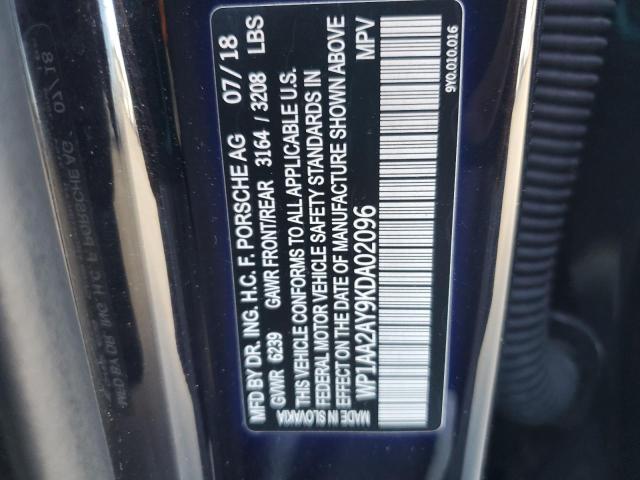 MFD BY DR. ING. H.C. F. PORSCHE AG 07/18
GVWR 6239 GAWR FRONT/REAR 3164 / 3208 LBS
THIS VEHICLE CONFORMS TO ALL APPLICABLE U.S.
FEDERAL MOTOR VEHICLE SAFETY STANDARDS IN
EFFECT ON THE DATE OF MANUFACTURE SHOWN ABOVE
WP1AA2AY9KDA02096 MPV
MADE IN SLOVAKIA
9Y0.010.016